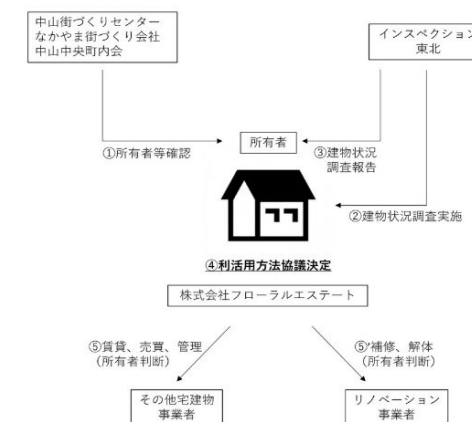 中山街づくりセンター
なかやま街づくり会社
中山中央町内会
インスペクション
東北
所有者
①所有者等確認
③建物状況
調査報告
②建物状況調査実施
④利活用方法協議決定
株式会社フローラルエステート
⑤賃貸、売買、管理
(所有者判断)
⑤'補修、解体
(所有者判断)
その他宅建物
事業者
リノベーション
事業者